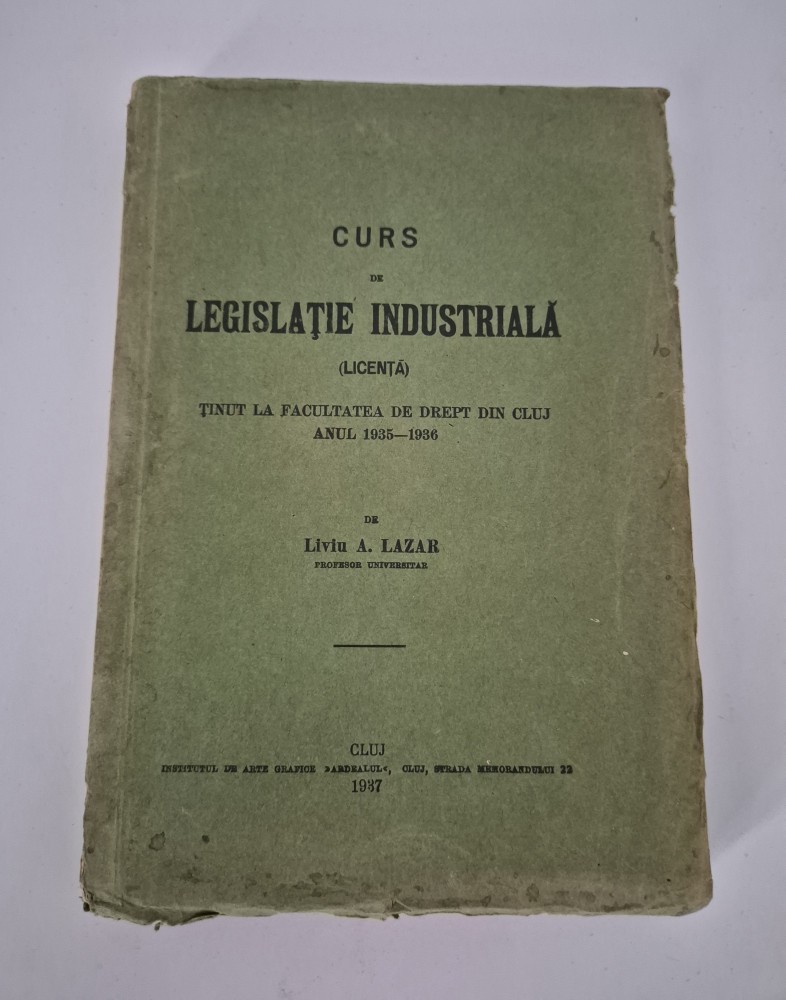 CURS
DE
LEGISLAŢIE INDUSTRIALĂ
(LICENŢĂ)
ŢINUT LA FACULTATEA DE DREPT DIN CLUJ
ANUL 1935—1936
DE
Liviu A. LAZAR
PROFESOR UNIVERSITAR
CLUJ
INSTITUTUL DE ARTE GRAFICE »ARDEALUL«, CLUJ, STRADA MEMORANDULUI 22
1937